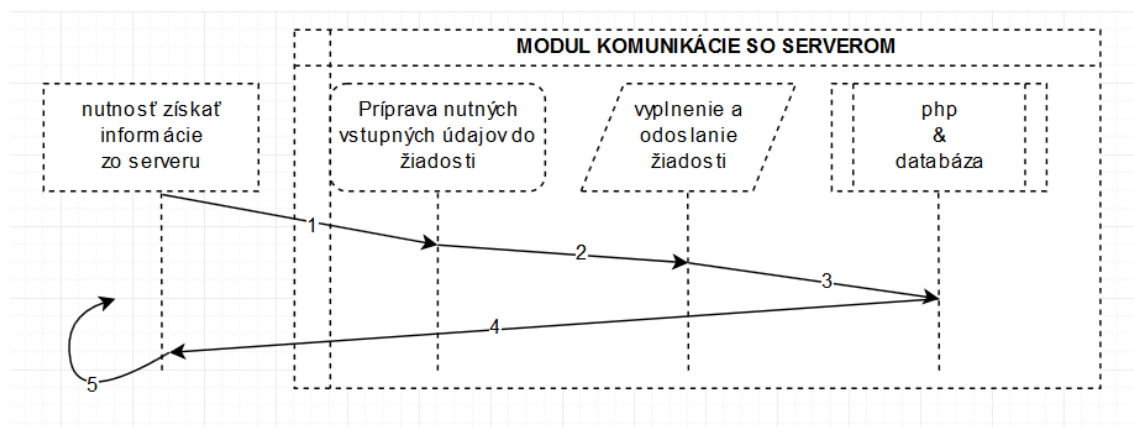 MODUL KOMUNIKÁCIE SO SERVEROM
nutnosť získať
informácie
zo serveru
Príprava nutných
vstupných údajov do
žiadosti
vyplnenie a
odoslanie
žiadosti
php
&
databáza
1
2
3
4
5